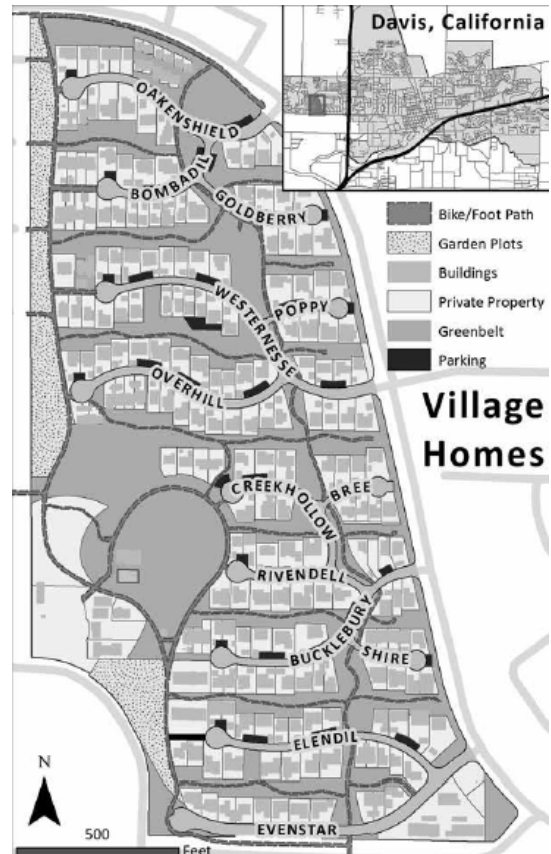 Davis, California
OAKENSHIELD
BOMBADIL
GOLDBERRY
Bike/Foot Path
Garden Plots
Buildings
Private Property
Greenbelt
Parking
WESTERNESSE
POPPY
OVERHILL
Village
Homes
CREEKHOLLOW
BREE
RIVENDELL
BUCKLEBURY
SHIRE
ELENDIL
N
EVENSTAR
500
Feet